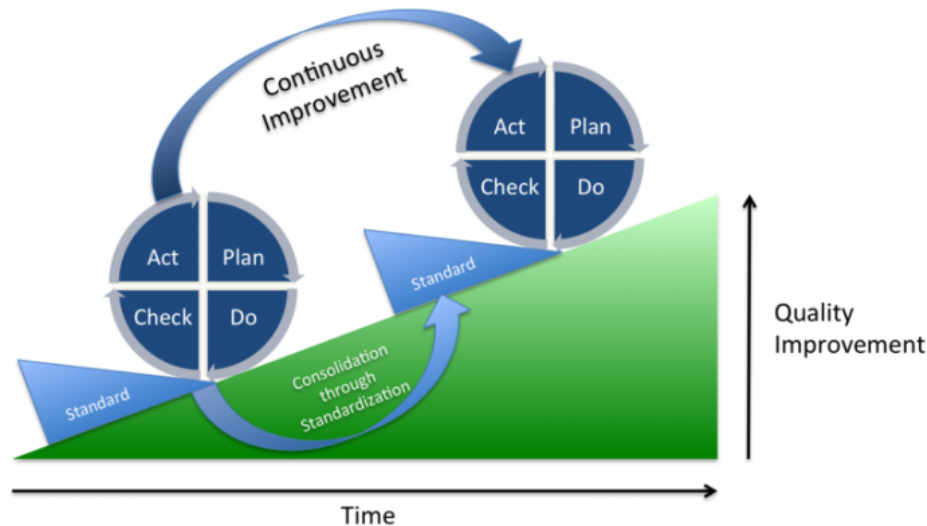 Continuous
Improvement
Act Plan
Check Do
Standard
Act Plan
Check Do
Standard
Consolidation
through
Standardization
Quality
Improvement
Time